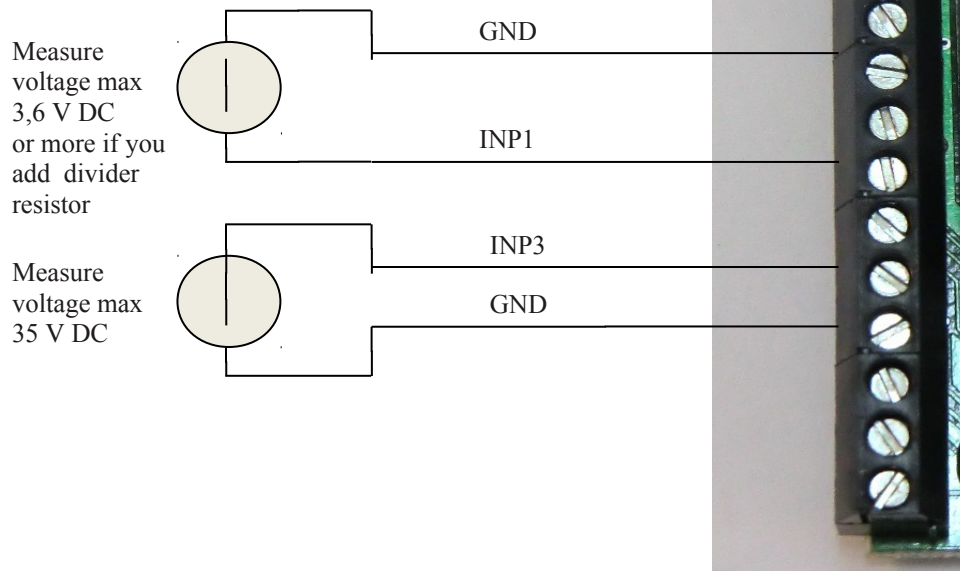 GND
Measure
voltage max
3,6 V DC
or more if you
add divider
resistor
INP1
INP3
Measure
voltage max
35 V DC
GND